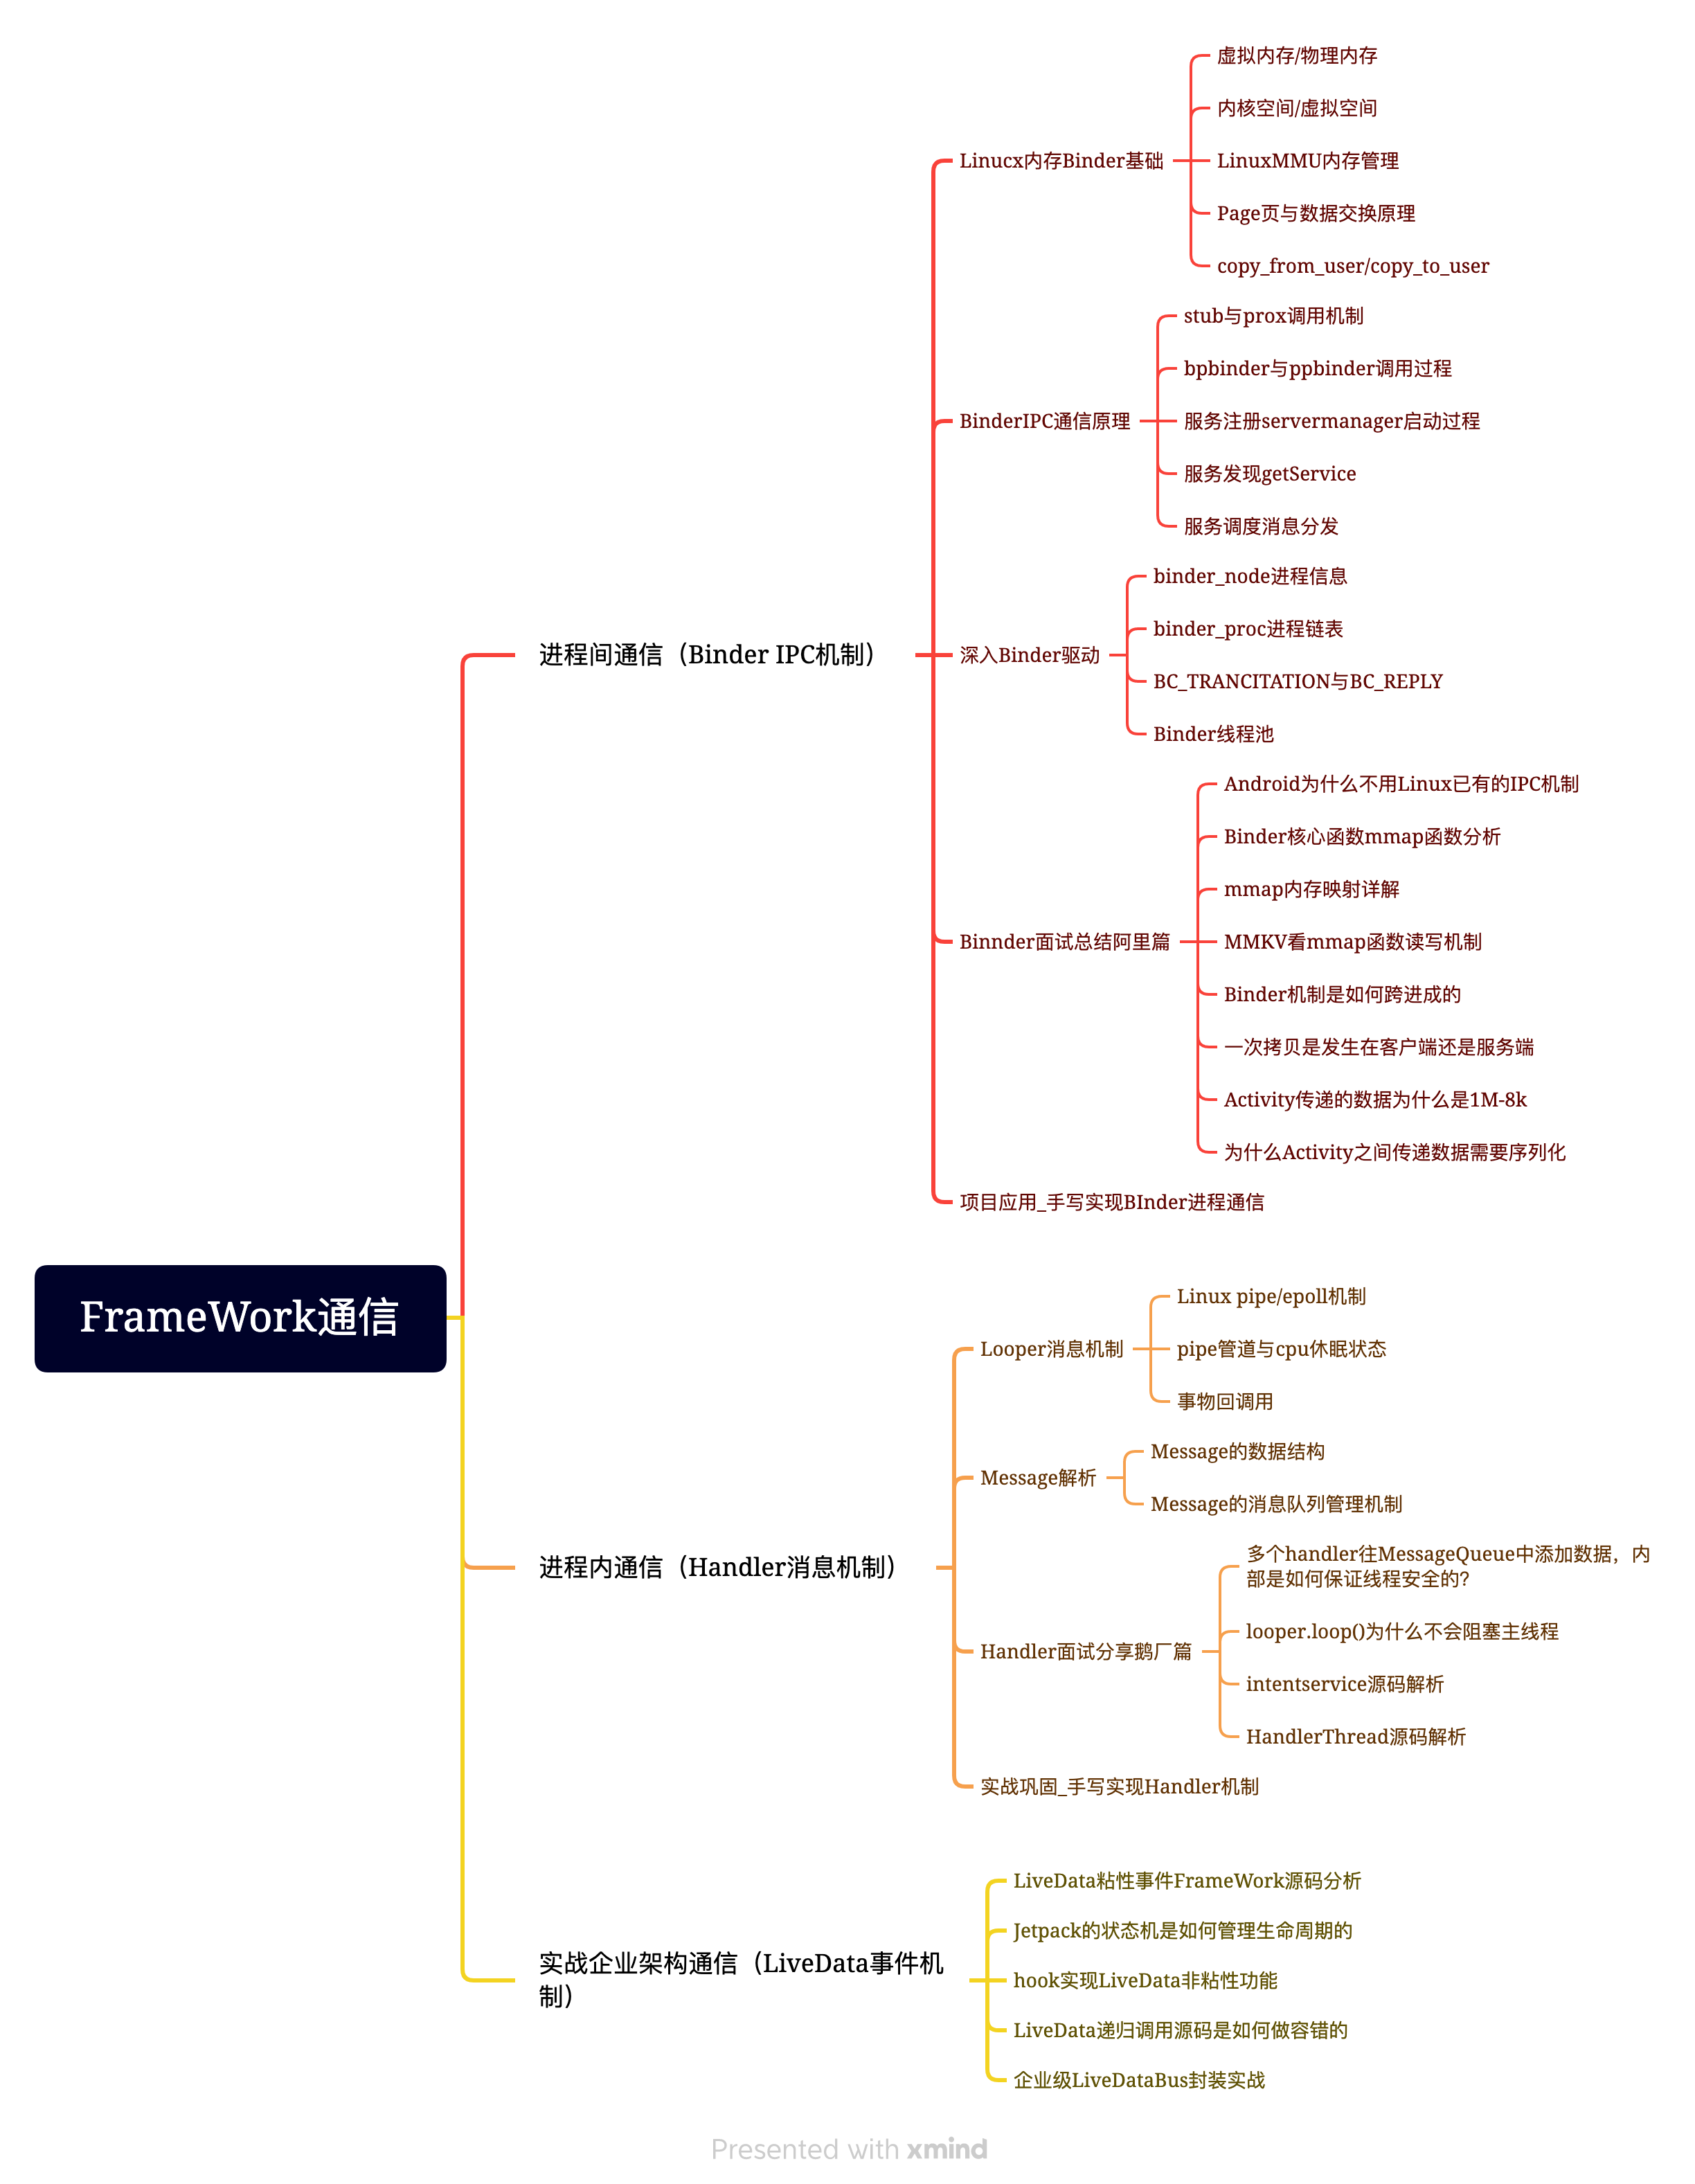 FrameWork通信
进程间通信（Binder IPC机制）
Linucx内存Binder基础
虚拟内存/物理内存
内核空间/虚拟空间
LinuxMMU内存管理
Page页与数据交换原理
copy_from_user/copy_to_user
BinderIPC通信原理
stub与prox调用机制
bpbinder与ppbinder调用过程
服务注册servermanager启动过程
服务发现getService
服务调度消息分发
深入Binder驱动
binder_node进程信息
binder_proc进程链表
BC_TRANCITATION与BC_REPLY
Binder线程池
Binnder面试总结阿里篇
Android为什么不用Linux已有的IPC机制
Binder核心函数mmap函数分析
mmap内存映射详解
MMKV看mmap函数读写机制
Binder机制是如何跨进成的
一次拷贝是发生在客户端还是服务端
Activity传递的数据为什么是1M-8k
为什么Activity之间传递数据需要序列化
项目应用_手写实现BInder进程通信
进程内通信（Handler消息机制）
Looper消息机制
Linux pipe/epoll机制
pipe管道与cpu休眠状态
事物回调用
Message解析
Message的数据结构
Message的消息队列管理机制
Handler面试分享鹅厂篇
多个handler往MessageQueue中添加数据，内
部是如何保证线程安全的?
looper.loop()为什么不会阻塞主线程
intentservice源码解析
HandlerThread源码解析
实战巩固_手写实现Handler机制
实战企业架构通信（LiveData事件机
制）
LiveData粘性事件FrameWork源码分析
Jetpack的状态机是如何管理生命周期的
hook实现LiveData非粘性功能
LiveData递归调用源码是如何做容错的
企业级LiveDataBus封装实战
Presented with xmind